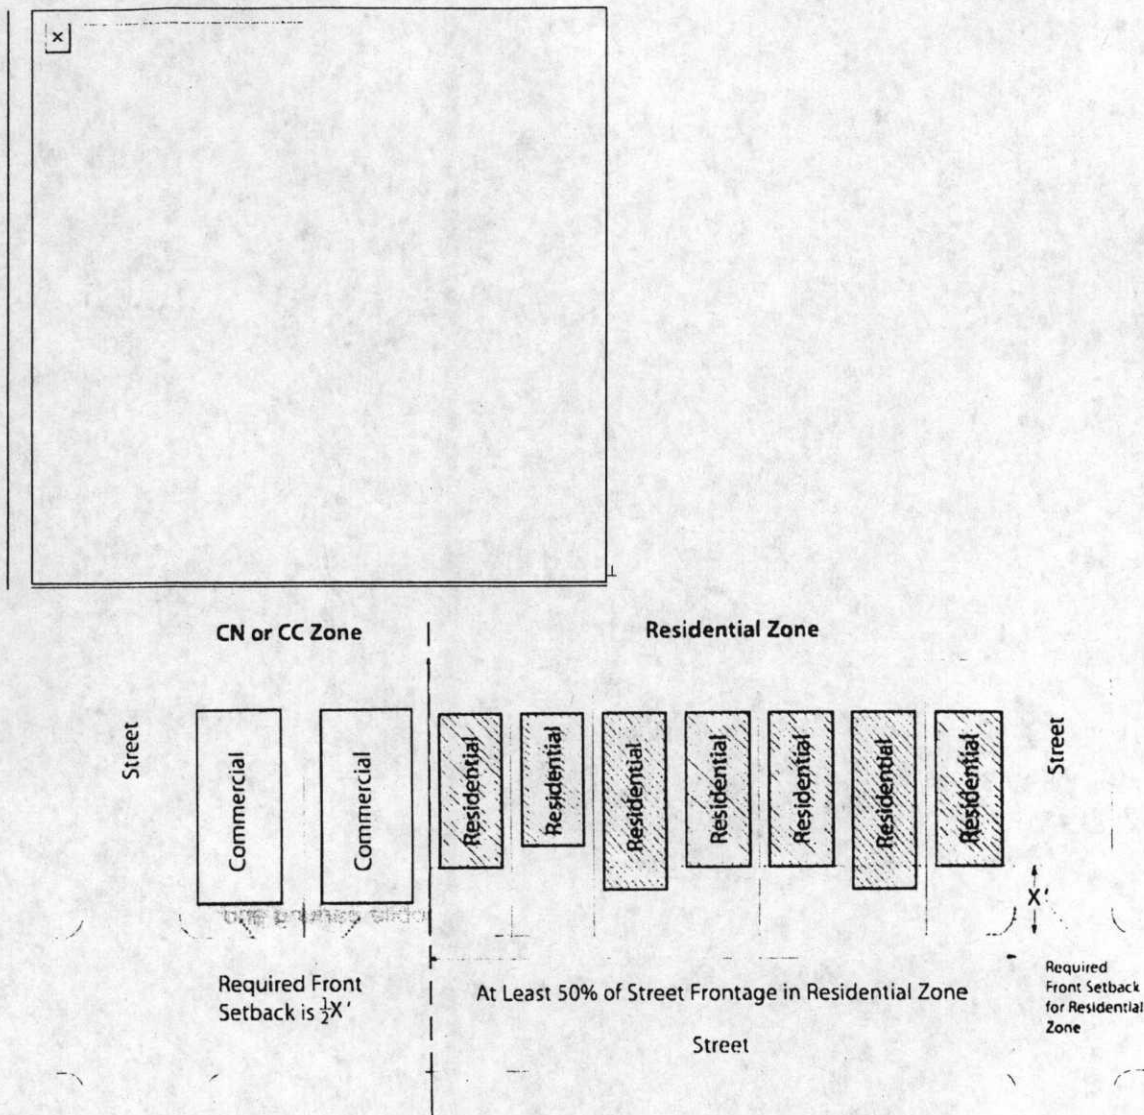 CN or CC Zone
Residential Zone
Street
Commercial
Commercial
Residential
Residential
Residential
Residential
Residential
Residential
Residential
Street
X'
Required Front
Setback is ½X'
At Least 50% of Street Frontage in Residential Zone
Required
Front Setback
for Residential
Zone
Street